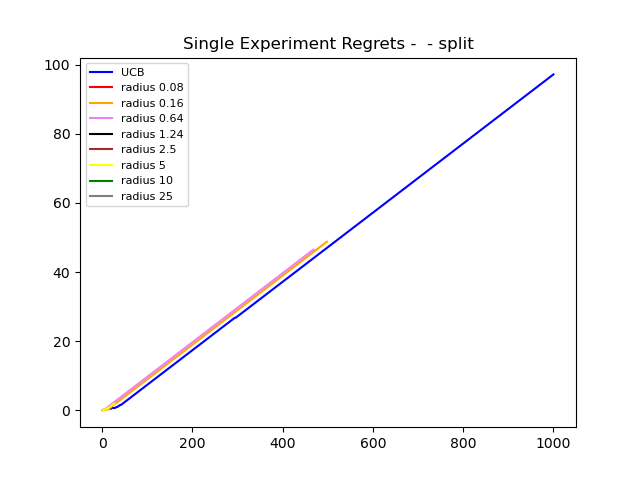 Single Experiment Regrets -  - split
100
80
60
40
20
0
UCB
radius 0.08
radius 0.16
radius 0.64
radius 1.24
radius 2.5
radius 5
radius 10
radius 25
0 200 400 600 800 1000